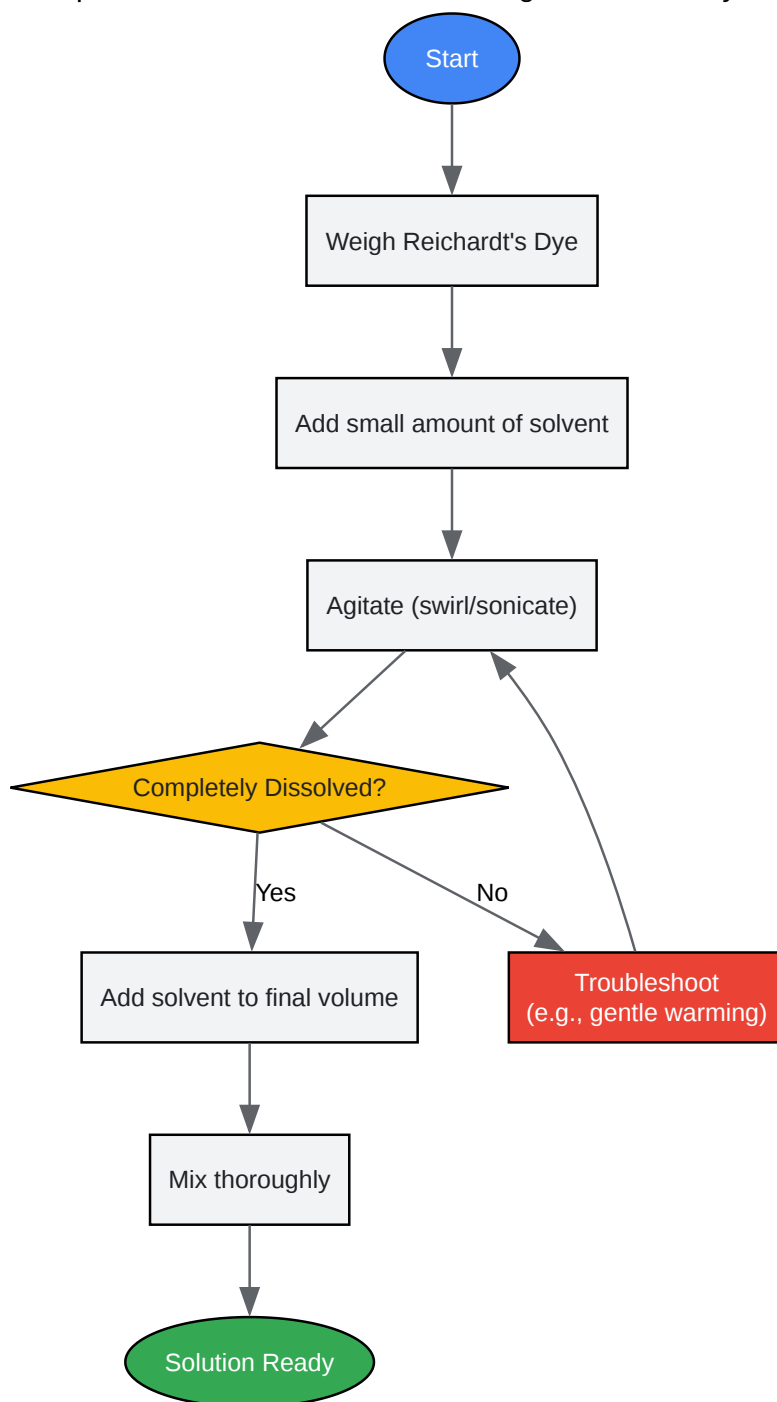 Start
Weigh Reichardt's Dye
Add small amount of solvent
Agitate (swirl/sonicate)
Completely Dissolved?
Yes
No
Add solvent to final volume
Troubleshoot
(e.g., gentle warming)
Mix thoroughly
Solution Ready